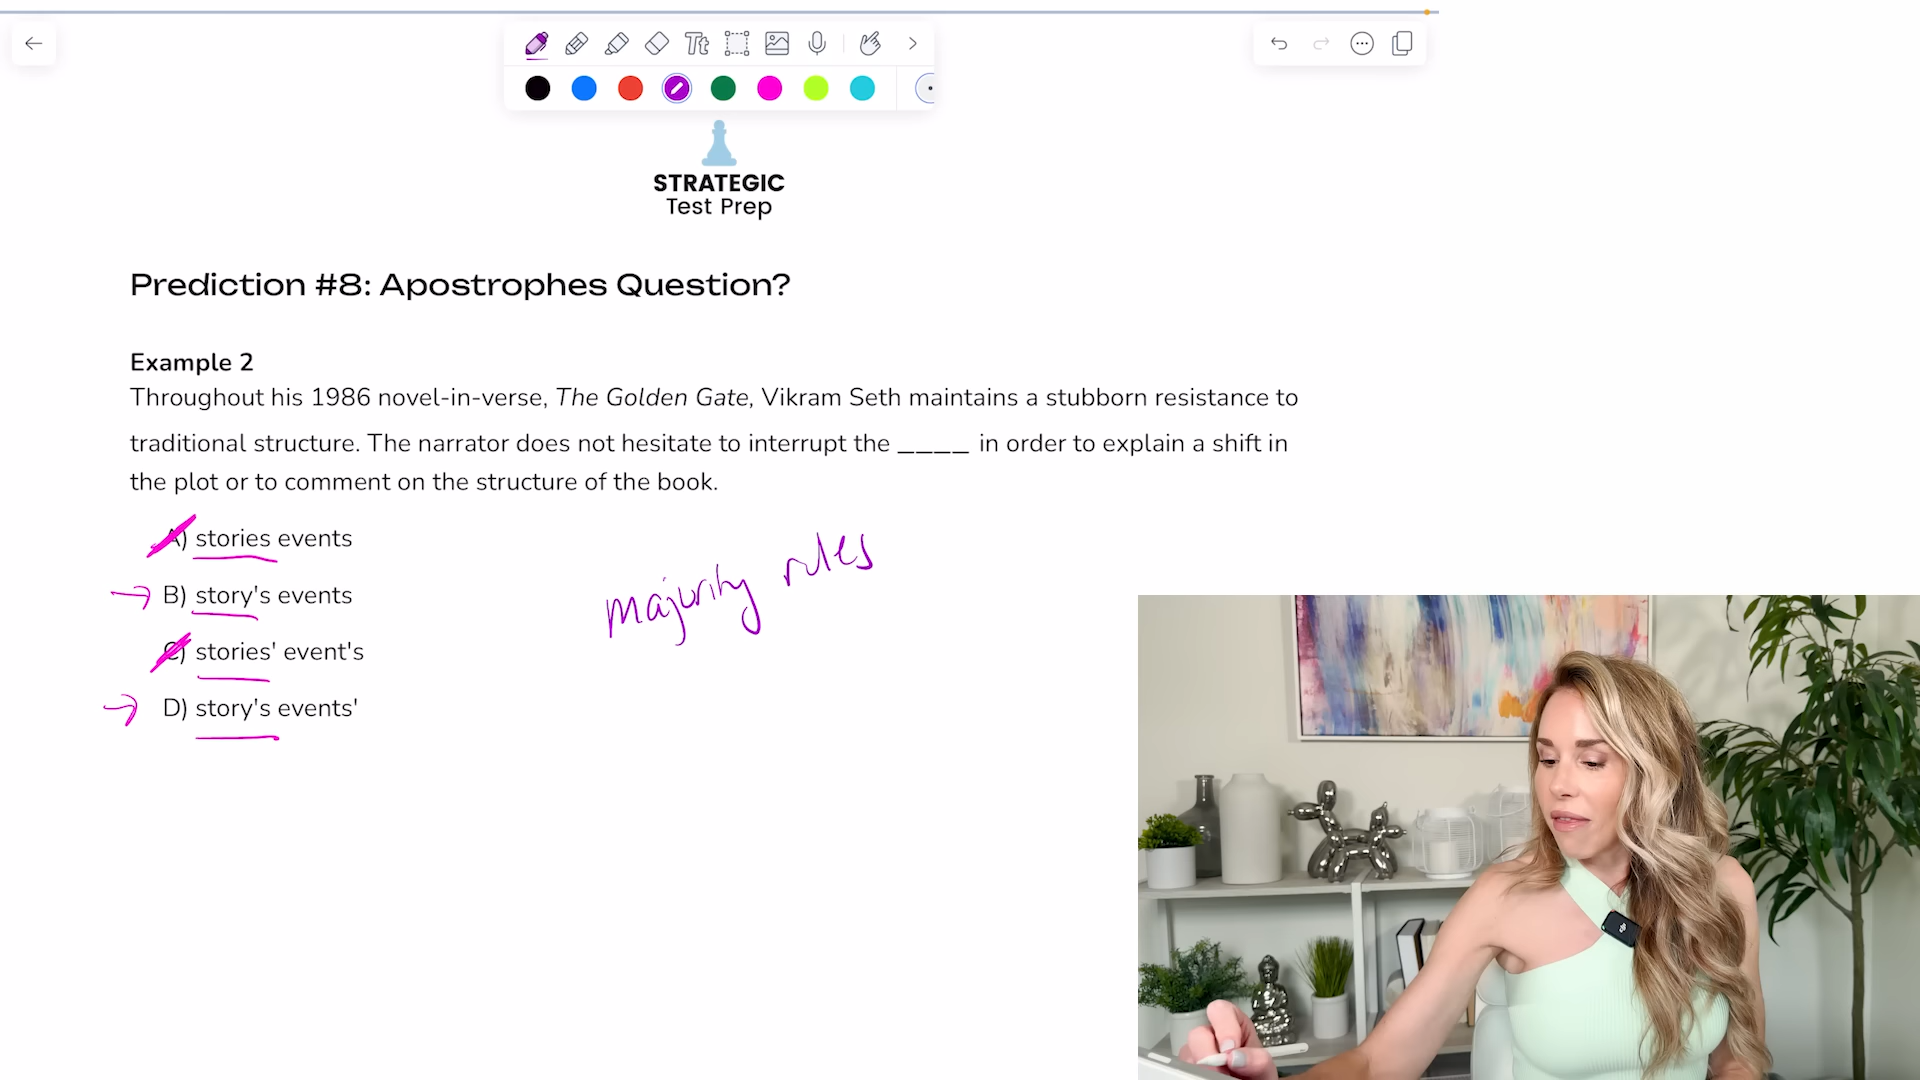 Tt
STRATEGIC
Test Prep
Prediction #8: Apostrophes Question?
Example 2
Throughout his 1986 novel-in-verse, The Golden Gate, Vikram Seth maintains a stubborn resistance to
traditional structure. The narrator does not hesitate to interrupt the ____ in order to explain a shift in
the plot or to comment on the structure of the book.
A) stories events
B) story's events
C) stories' event's
D) story's events'
majority rules